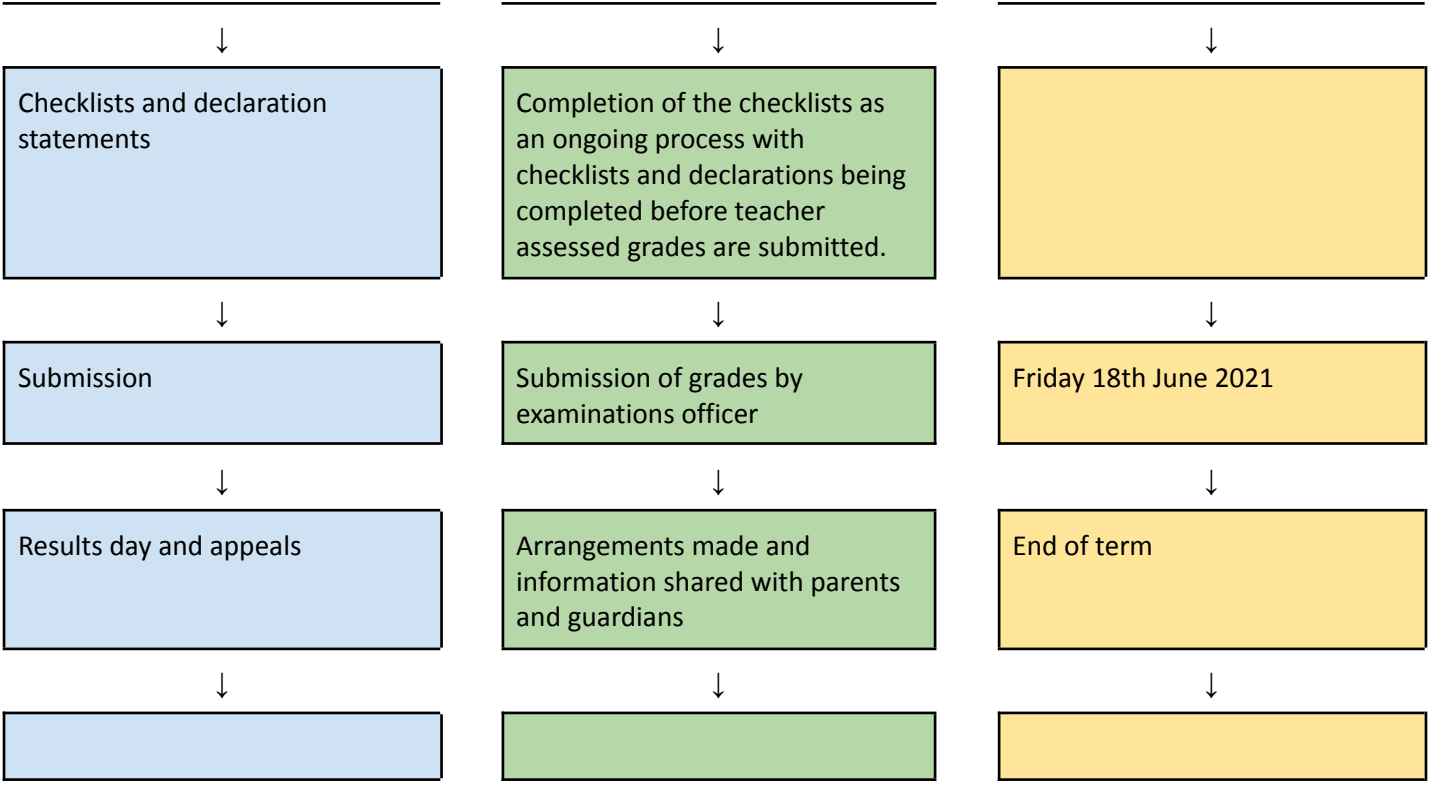 ↓ ↓ ↓
Checklists and declaration
statements
Completion of the checklists as
an ongoing process with
checklists and declarations being
completed before teacher
assessed grades are submitted.
↓ ↓ ↓
Submission
Submission of grades by
examinations officer
Friday 18th June 2021
↓ ↓ ↓
Results day and appeals
Arrangements made and
information shared with parents
and guardians
End of term
↓ ↓ ↓